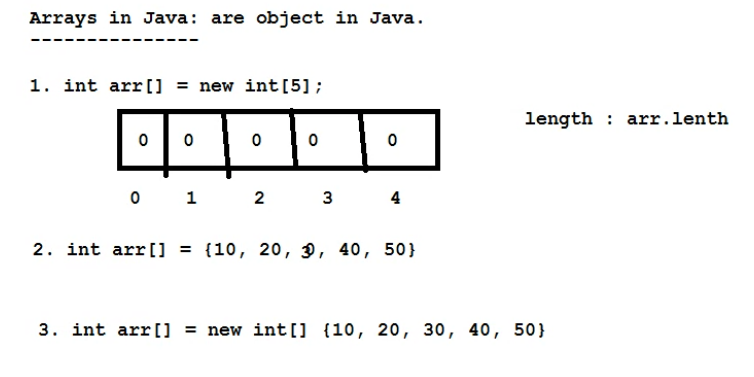 Arrays in Java: are object in Java.
---------------
1. int arr[] = new int[5];
length : arr.lenth
0 0 0 0 0
0 1 2 3 4
2. int arr[] = {10, 20, 30, 40, 50}
3. int arr[] = new int[] {10, 20, 30, 40, 50}